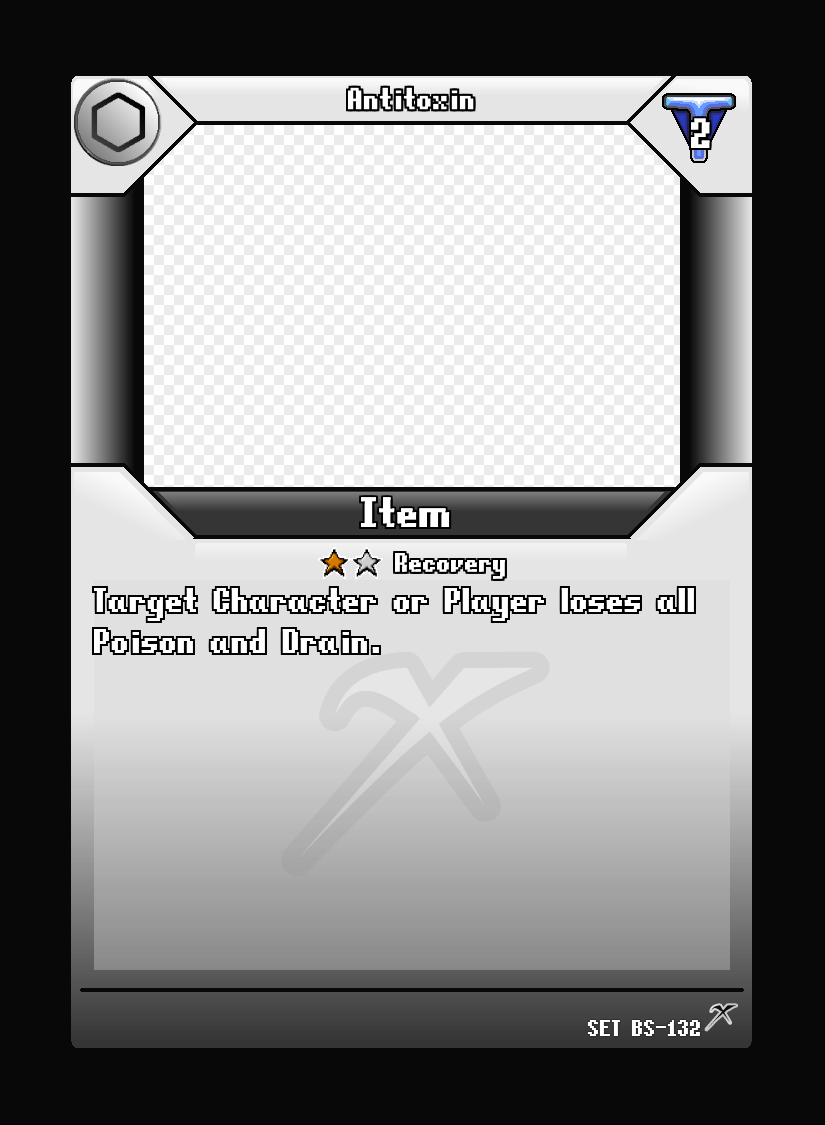 Antitoxin
2
Item
Recovery
Target Character or Player loses all
Poison and Drain.
SET BS-132